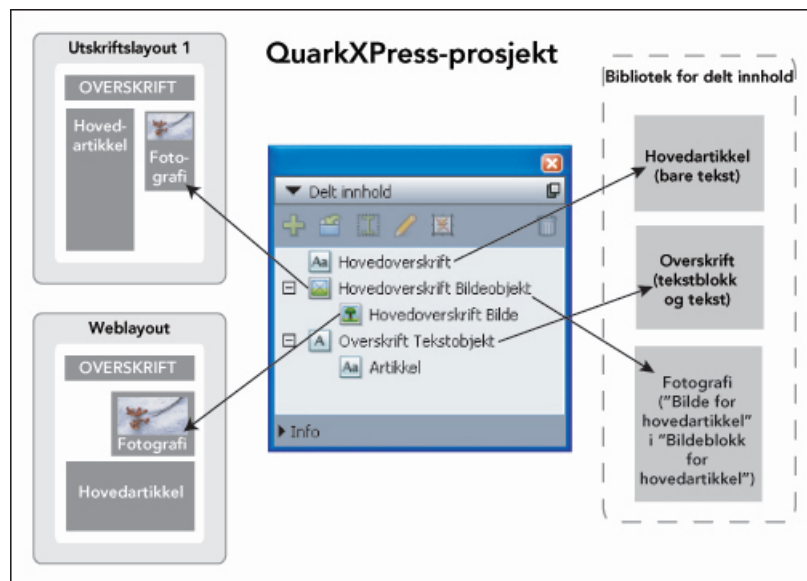 QuarkXPress-prosjekt
Utskriftslayout 1
OVERSKRIFT
Hoved-
artikkel
Foto-
grafi
Weblayout
OVERSKRIFT
Fotografi
Hovedartikkel
Delt innhold
Hovedoverskrift
Hovedoverskrift Bildeobjekt
Hovedoverskrift Bilde
Overskrift Tekstobjekt
Artikkel
Info
Bibliotek for delt innhold
Hovedartikkel
(bare tekst)
Overskrift
(tekstblokk
og tekst)
Fotografi
("Bilde for
hovedartikkel"
i "Bildeblokk
for
hovedartikkel")